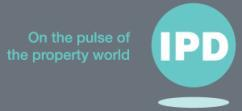 On the pulse of
the property world
IPD